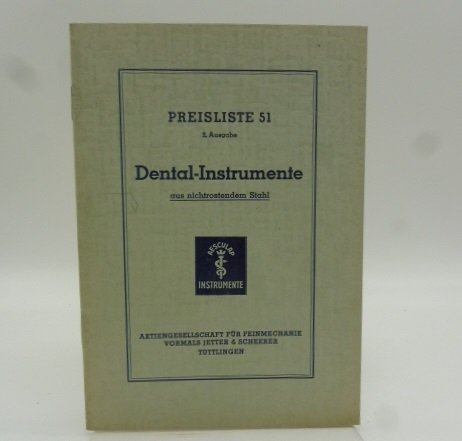 PREISLISTE 51
2. Ausgabe
Dental-Instrumente
aus nichtrostendem Stahl
AESCULAP
INSTRUMENTE
AKTIENGESELLSCHAFT FÜR FEINMECHANIK
VORMALS JETTER & SCHEERER
TUTTLINGEN